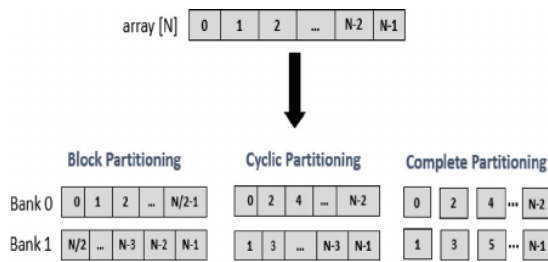 array [N] 0 1 2 ... N-2 N-1
Block Partitioning Cyclic Partitioning Complete Partitioning
Bank 0 0 1 2 ... N/2-1 0 2 4 ... N-2 0 2 4 ... N-2
Bank 1 N/2 ... N-3 N-2 N-1 1 3 ... N-3 N-1 1 3 5 ... N-1